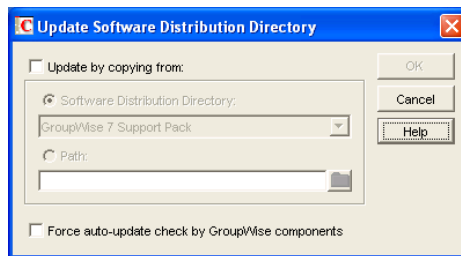 Update Software Distribution Directory
Update by copying from:
OK
Software Distribution Directory:
Cancel
GroupWise 7 Support Pack
Help
Path:
Force auto-update check by GroupWise components